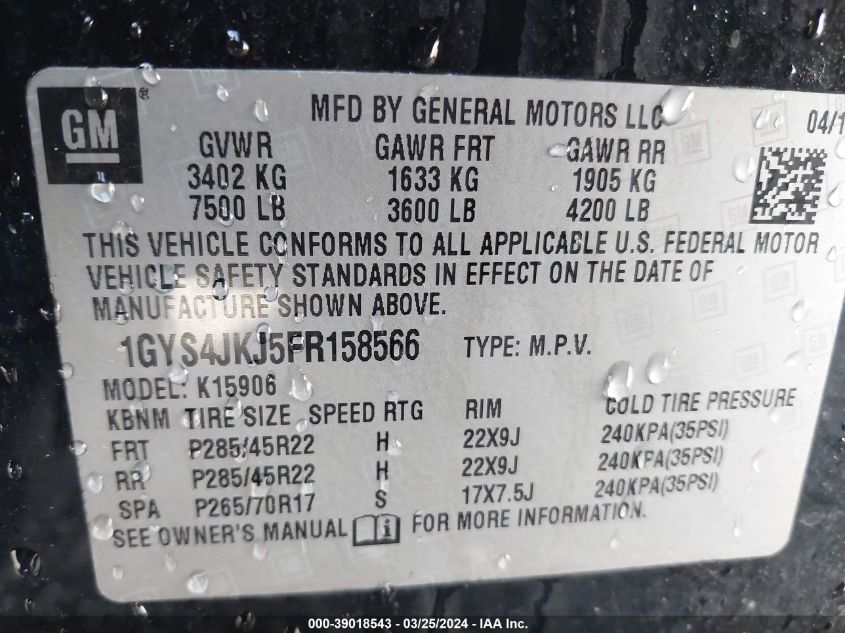 GM ®
MFD BY GENERAL MOTORS LLC
04/1
GVWR GAWR FRT GAWR RR
3402 KG 1633 KG 1905 KG
7500 LB 3600 LB 4200 LB
THIS VEHICLE CONFORMS TO ALL APPLICABLE U.S. FEDERAL MOTOR
VEHICLE SAFETY STANDARDS IN EFFECT ON THE DATE OF
MANUFACTURE SHOWN ABOVE.
1GYS4JKJ5FR158566 TYPE: M.P.V.
MODEL: K15906
KBNM TIRE SIZE SPEED RTG RIM COLD TIRE PRESSURE
FRT P285/45R22 H 22X9J 240KPA(35PSI)
RR P285/45R22 H 22X9J 240KPA(35PSI)
SPA P265/70R17 S 17X7.5J 240KPA(35PSI)
SEE OWNER'S MANUAL FOR MORE INFORMATION.
000-39018543 / 03/25/2024 - IAA Inc.